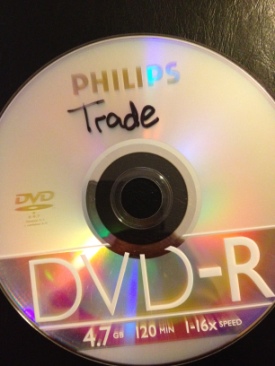 PHILIPS
Trade
DVD
DVD-R
4.7 GB 120 MIN 1-16x SPEED